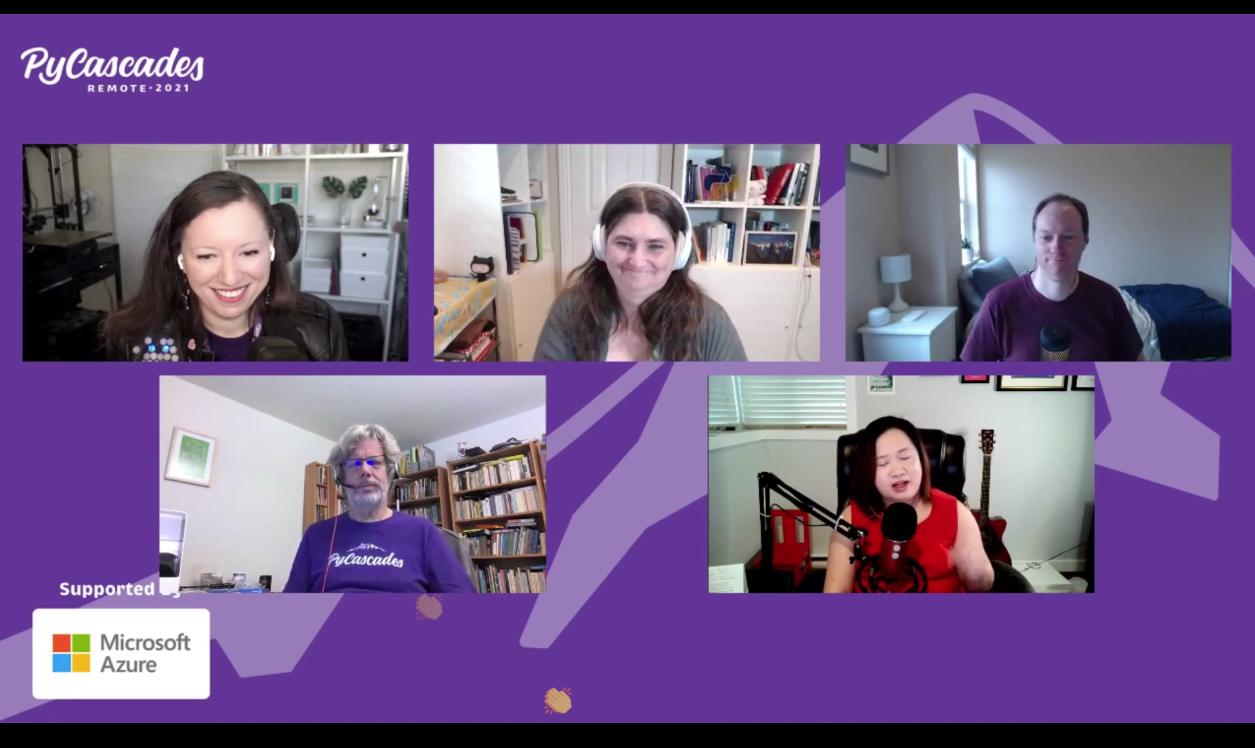 PyCascades
REMOTE·2021
PyCascades
Supported by
Microsoft
Azure